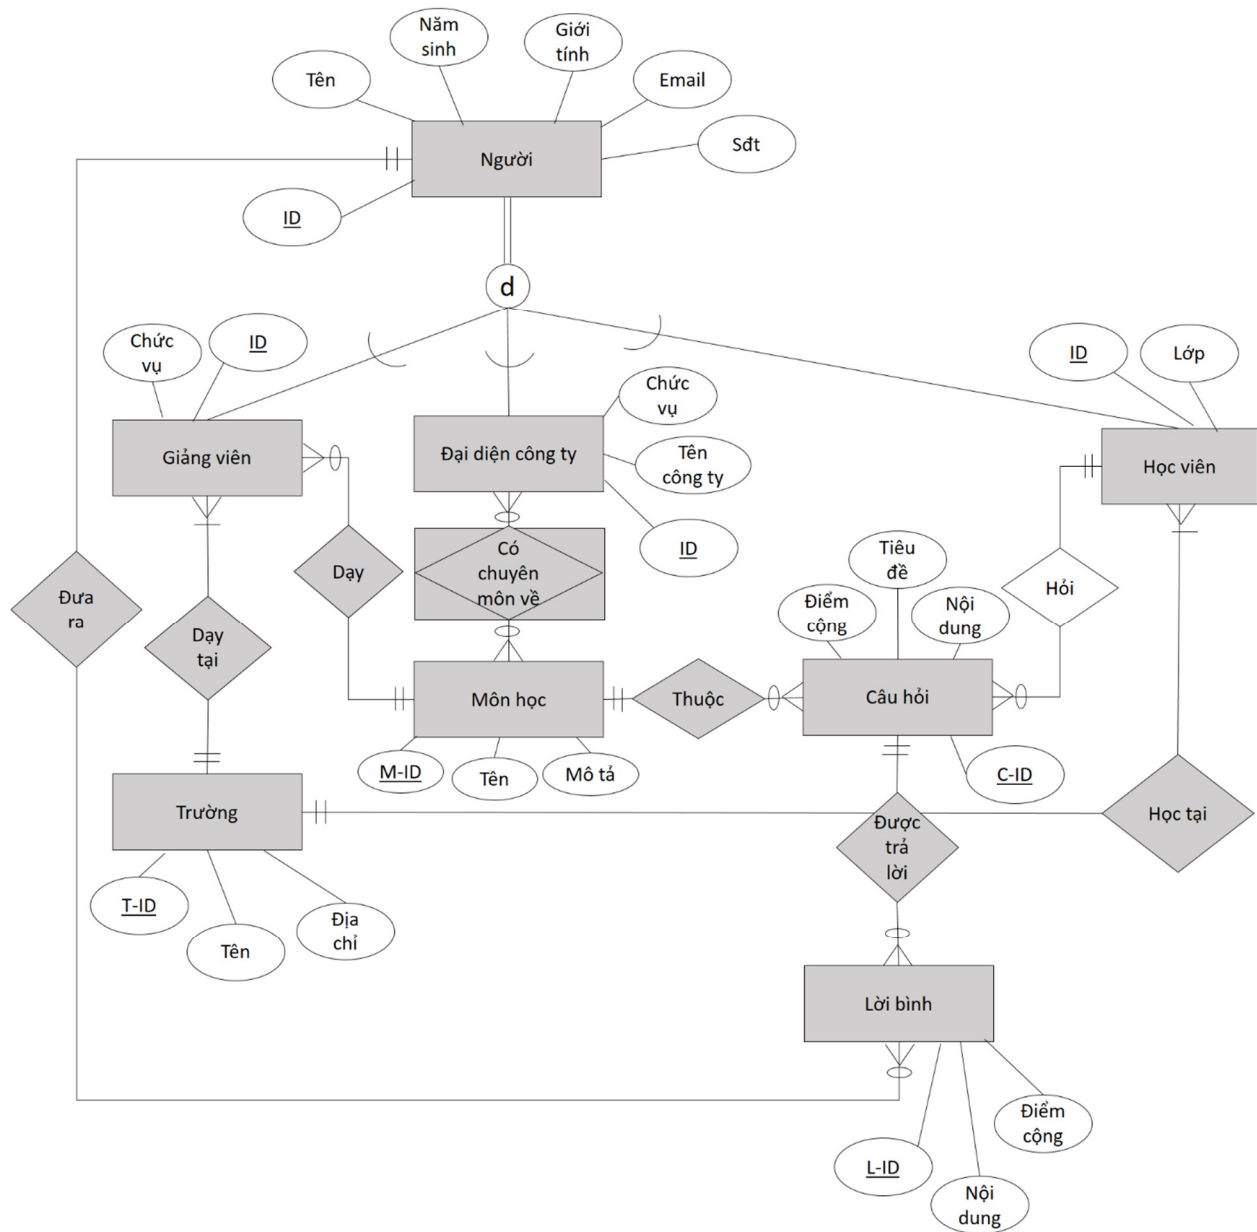 Năm
sinh
Giới
tính
Tên
Email
Sđt
Người
ID
d
Chức
vụ
ID
ID
Lớp
Chức
vụ
Giảng viên
Đại diện công ty
Tên
công ty
Học viên
ID
Có
chuyên
môn về
Dạy
Tiêu
đề
Hỏi
Điểm
cộng
Nội
dung
Đưa
ra
Dạy
tại
Môn học
Thuộc
Câu hỏi
M-ID
Tên
Mô tả
C-ID
Trường
Được
trả
lời
Học tại
T-ID
Tên
Địa
chỉ
Lời bình
Điểm
cộng
L-ID
Nội
dung